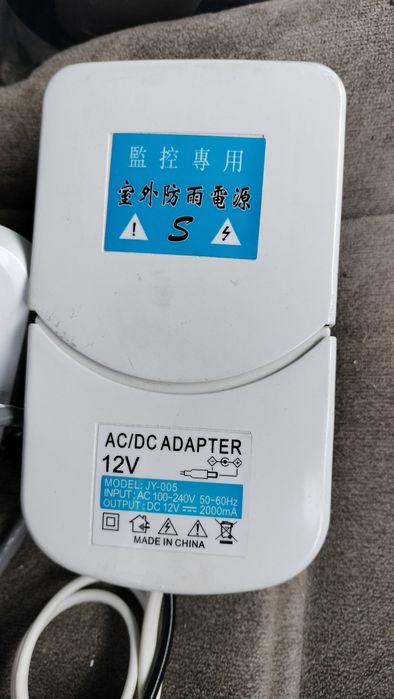 監控專用
室外防雨電源
S
AC/DC ADAPTER
12V
MODEL: JY-005
INPUT: AC 100-240V 50-60Hz
OUTPUT: DC 12V⎓2000mA
MADE IN CHINA